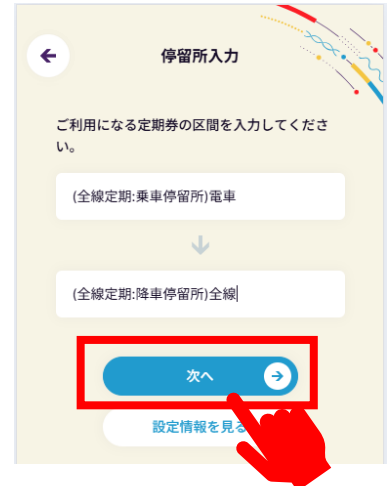 停留所入力
ご利用になる定期券の区間を入力してくださ
い。
(全線定期:乗車停留所)電車
(全線定期:降車停留所)全線
次へ
設定情報を見る